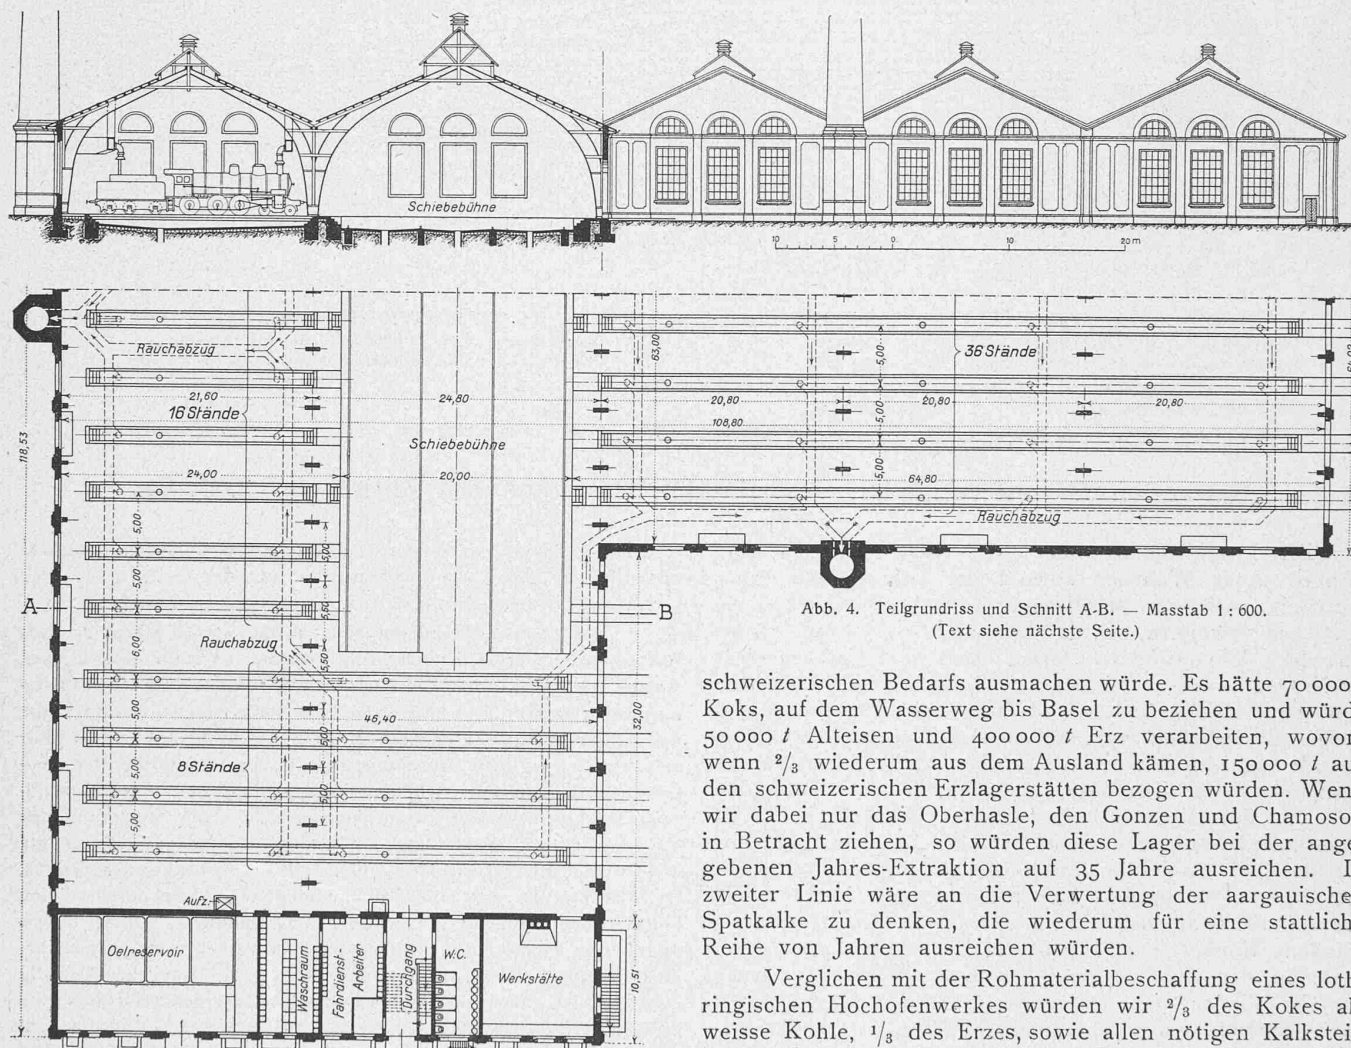 Schiebebühne
10 5 0 10 20 m
Rauchabzug
21,60
16 Stände
24,80
Schiebebühne
63,00
5,00
36 Stände
20,80
20,80
20,80
5,00
108,80
118,53
24,00
20,00
5,00
64,80
Rauchabzug
5,00
5,00
5,00
5,50
A
B
Rauchabzug
6,00
5,50
46,40
32,00
5,00
5,00
8 Stände
5,00
5,00
5,00
Aufz.
Oelreservoir
Waschraum
Fahrdienst-
Arbeiter
Durchgang
W.C.
Werkstätte
10,51
Abb. 4. Teilgrundriss und Schnitt A-B. — Masstab 1 : 600.
(Text siehe nächste Seite.)
schweizerischen Bedarfs ausmachen würde. Es hätte 70 000
Koks, auf dem Wasserweg bis Basel zu beziehen und würd
50 000 t Alteisen und 400 000 t Erz verarbeiten, wovon
wenn 2/3 wiederum aus dem Ausland kämen, 150 000 t au
den schweizerischen Erzlagerstätten bezogen würden. Wen
wir dabei nur das Oberhasle, den Gonzen und Chamoso
in Betracht ziehen, so würden diese Lager bei der ange
gebenen Jahres-Extraktion auf 35 Jahre ausreichen. I
zweiter Linie wäre an die Verwertung der aargauische
Spatkalke zu denken, die wiederum für eine stattlich
Reihe von Jahren ausreichen würden.
Verglichen mit der Rohmaterialbeschaffung eines loth
ringischen Hochofenwerkes würden wir 2/3 des Kokes al
weisse Kohle, 1/3 des Erzes, sowie allen nötigen Kalkstei